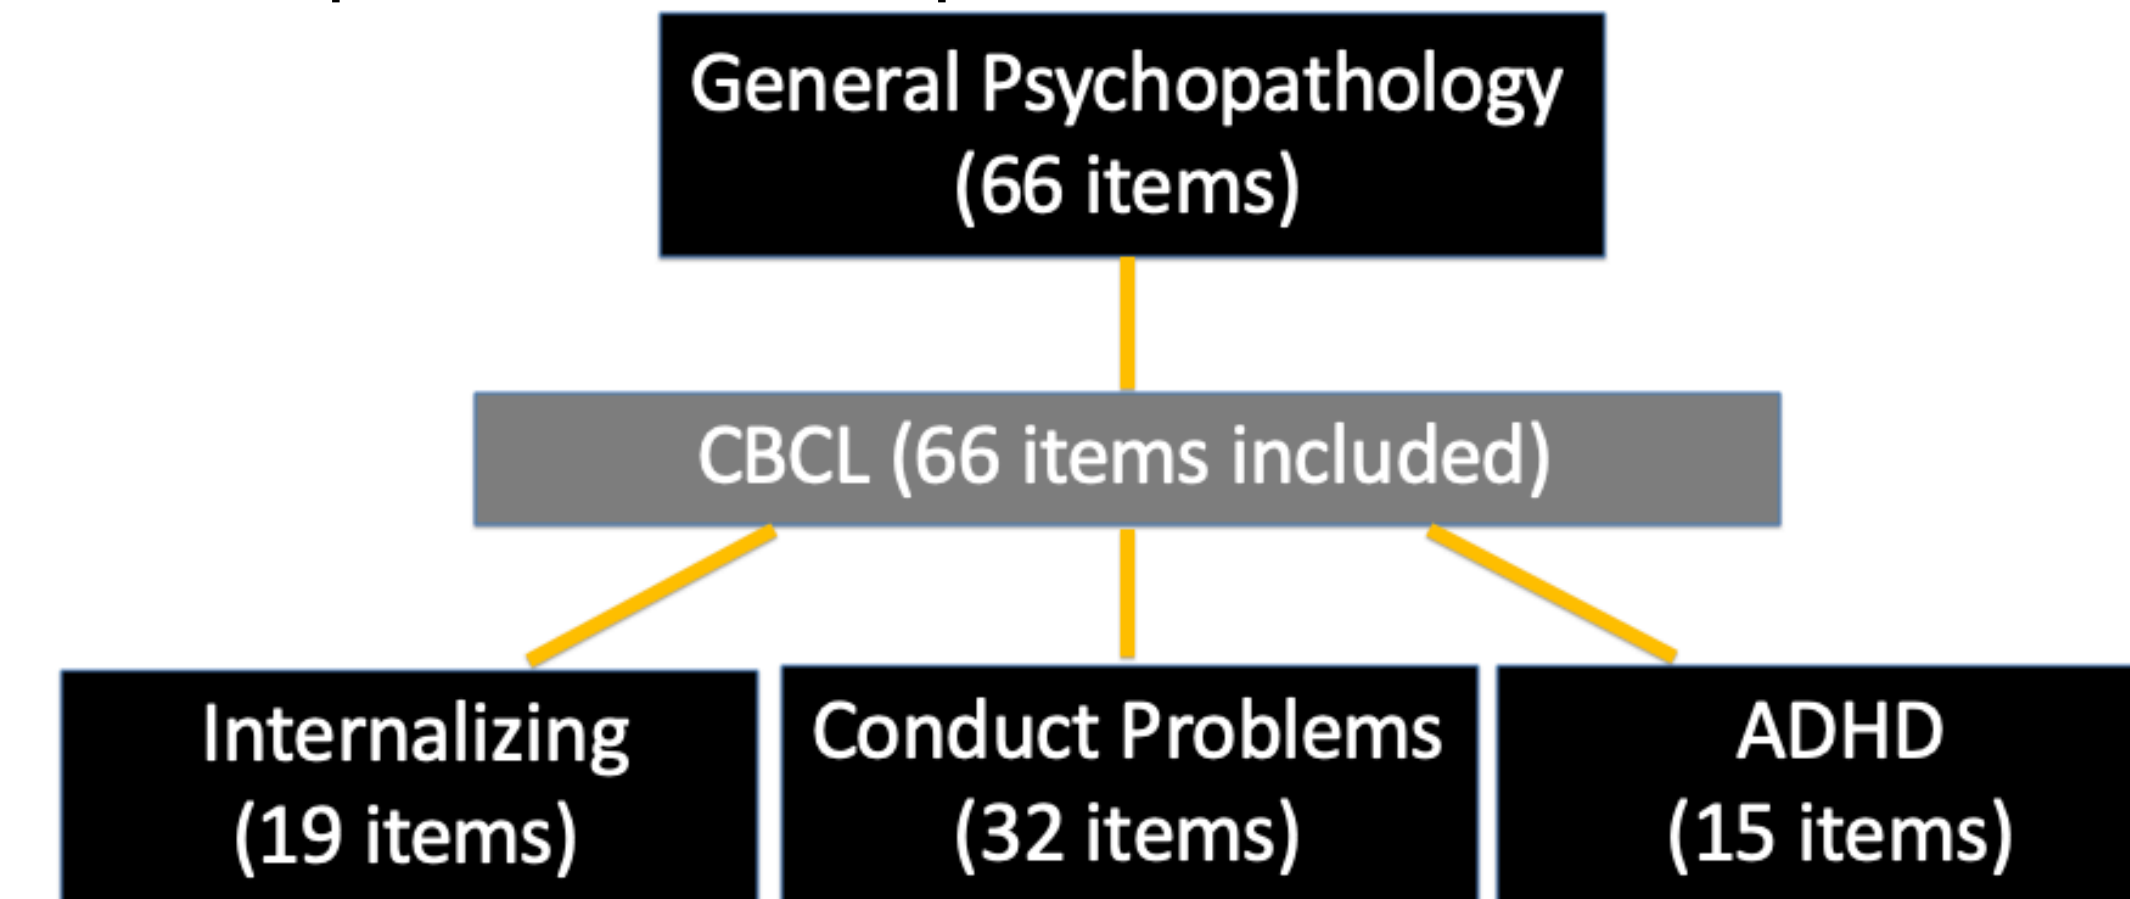 General Psychopathology
(66 items)
CBCL (66 items included)
Internalizing
(19 items)
Conduct Problems
(32 items)
ADHD
(15 items)